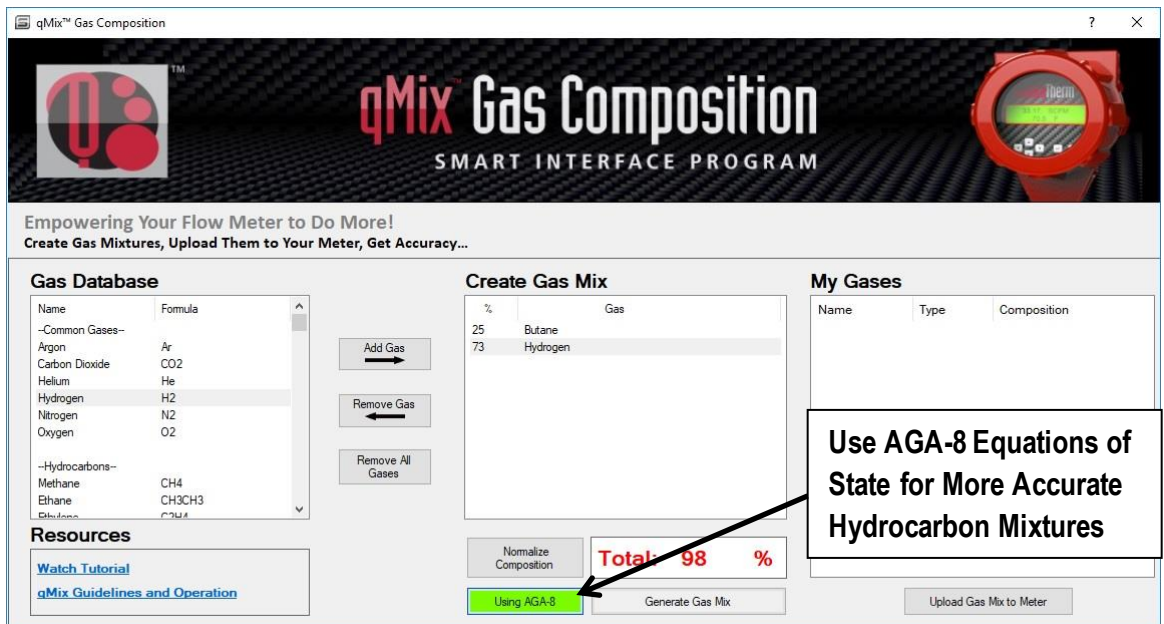 qMix™ Gas Composition
? ×
TM
qMix™ Gas Composition
SMART INTERFACE PROGRAM
Therm
Empowering Your Flow Meter to Do More!
Create Gas Mixtures, Upload Them to Your Meter, Get Accuracy...
Gas Database
Name Formula
--Common Gases--
Argon Ar
Carbon Dioxide CO2
Helium He
Hydrogen H2
Nitrogen N2
Oxygen O2
--Hydrocarbons--
Methane CH4
Ethane CH3CH3
Ethylene C2H4
Add Gas
Remove Gas
Remove All
Gases
Create Gas Mix
% Gas
25 Butane
73 Hydrogen
My Gases
Name Type Composition
Use AGA-8 Equations of
State for More Accurate
Hydrocarbon Mixtures
Resources
Watch Tutorial
qMix Guidelines and Operation
Normalize
Composition
Total: 98 %
Using AGA-8
Generate Gas Mix
Upload Gas Mix to Meter